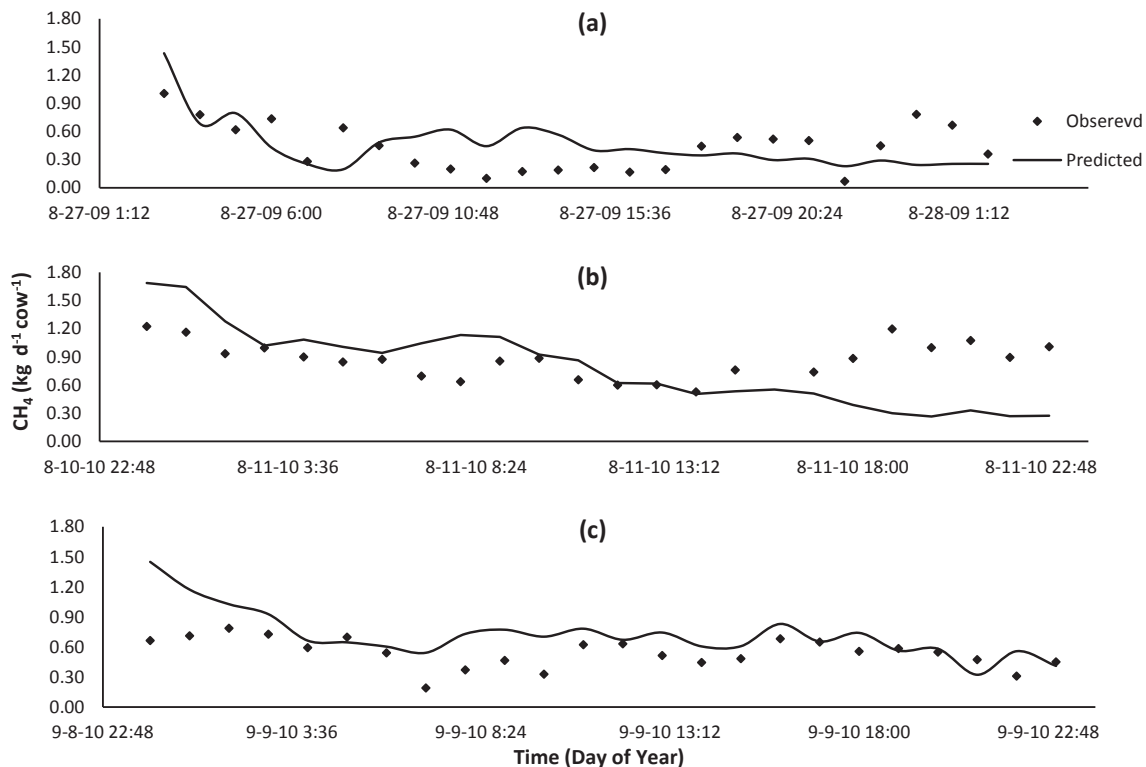 (a)
1.80
1.50
1.20
0.90
0.60
0.30
0.00
8-27-09 1:12 8-27-09 6:00 8-27-09 10:48 8-27-09 15:36 8-27-09 20:24 8-28-09 1:12
Obserevd
Predicted
CH₄ (kg d⁻¹ cow⁻¹)
(b)
1.80
1.50
1.20
0.90
0.60
0.30
0.00
8-10-10 22:48 8-11-10 3:36 8-11-10 8:24 8-11-10 13:12 8-11-10 18:00 8-11-10 22:48
(c)
1.80
1.50
1.20
0.90
0.60
0.30
0.00
9-8-10 22:48 9-9-10 3:36 9-9-10 8:24 9-9-10 13:12 9-9-10 18:00 9-9-10 22:48
Time (Day of Year)